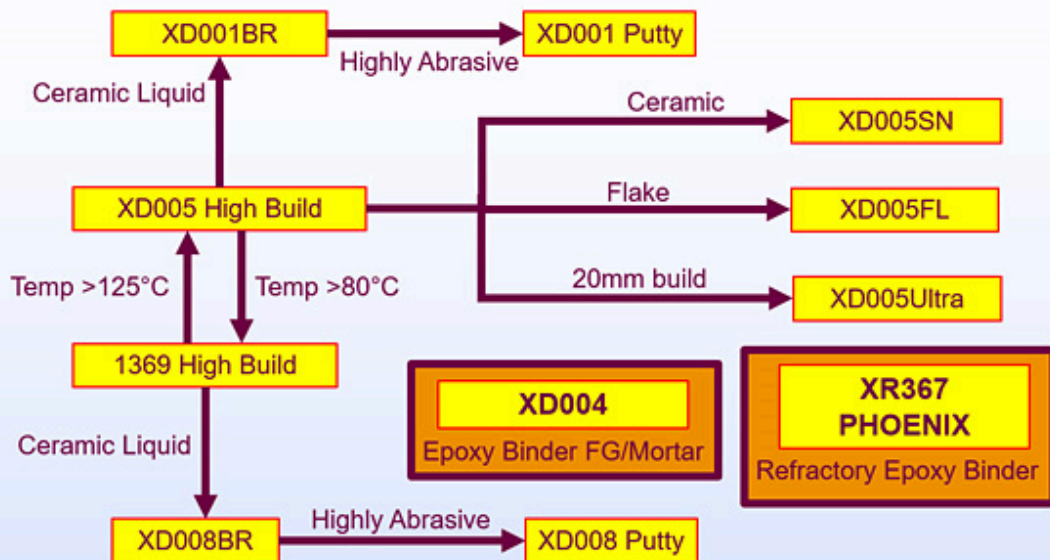 XD001BR
Highly Abrasive
XD001 Putty
Ceramic Liquid
Ceramic
XD005SN
XD005 High Build
Flake
XD005FL
Temp >125°C
Temp >80°C
20mm build
XD005Ultra
1369 High Build
XD004
Epoxy Binder FG/Mortar
XR367
PHOENIX
Refractory Epoxy Binder
Ceramic Liquid
XD008BR
Highly Abrasive
XD008 Putty